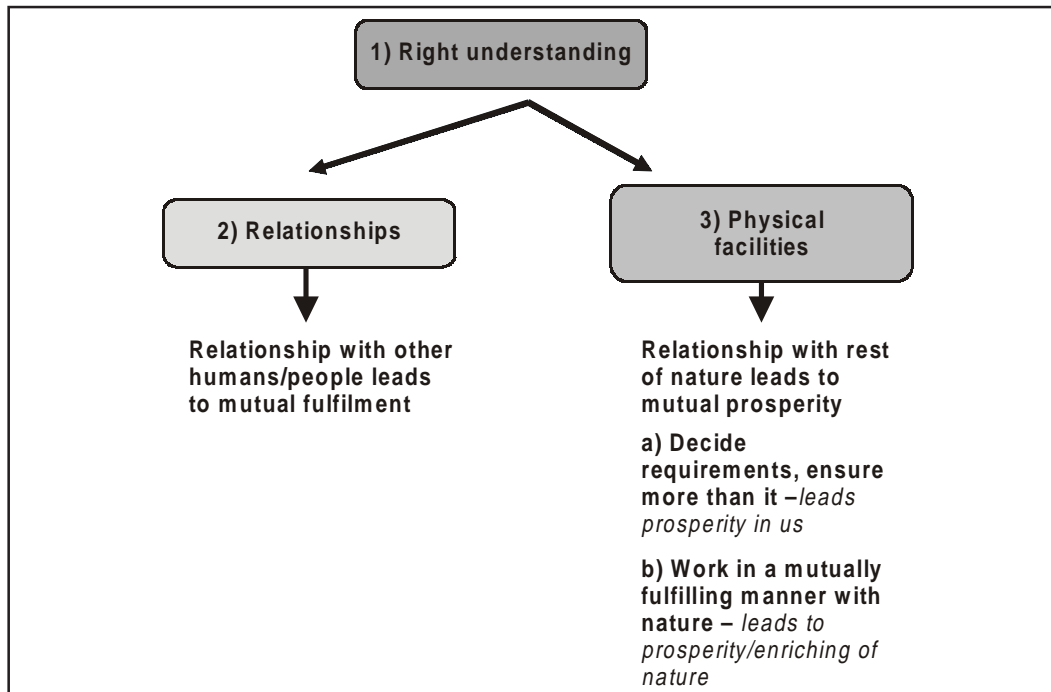 1) Right understanding
2) Relationships
3) Physical
facilities
Relationship with other
humans/people leads
to mutual fulfilment
Relationship with rest
of nature leads to
mutual prosperity
a) Decide
requirements, ensure
more than it –leads
prosperity in us
b) Work in a mutually
fulfilling manner with
nature – leads to
prosperity/enriching of
nature